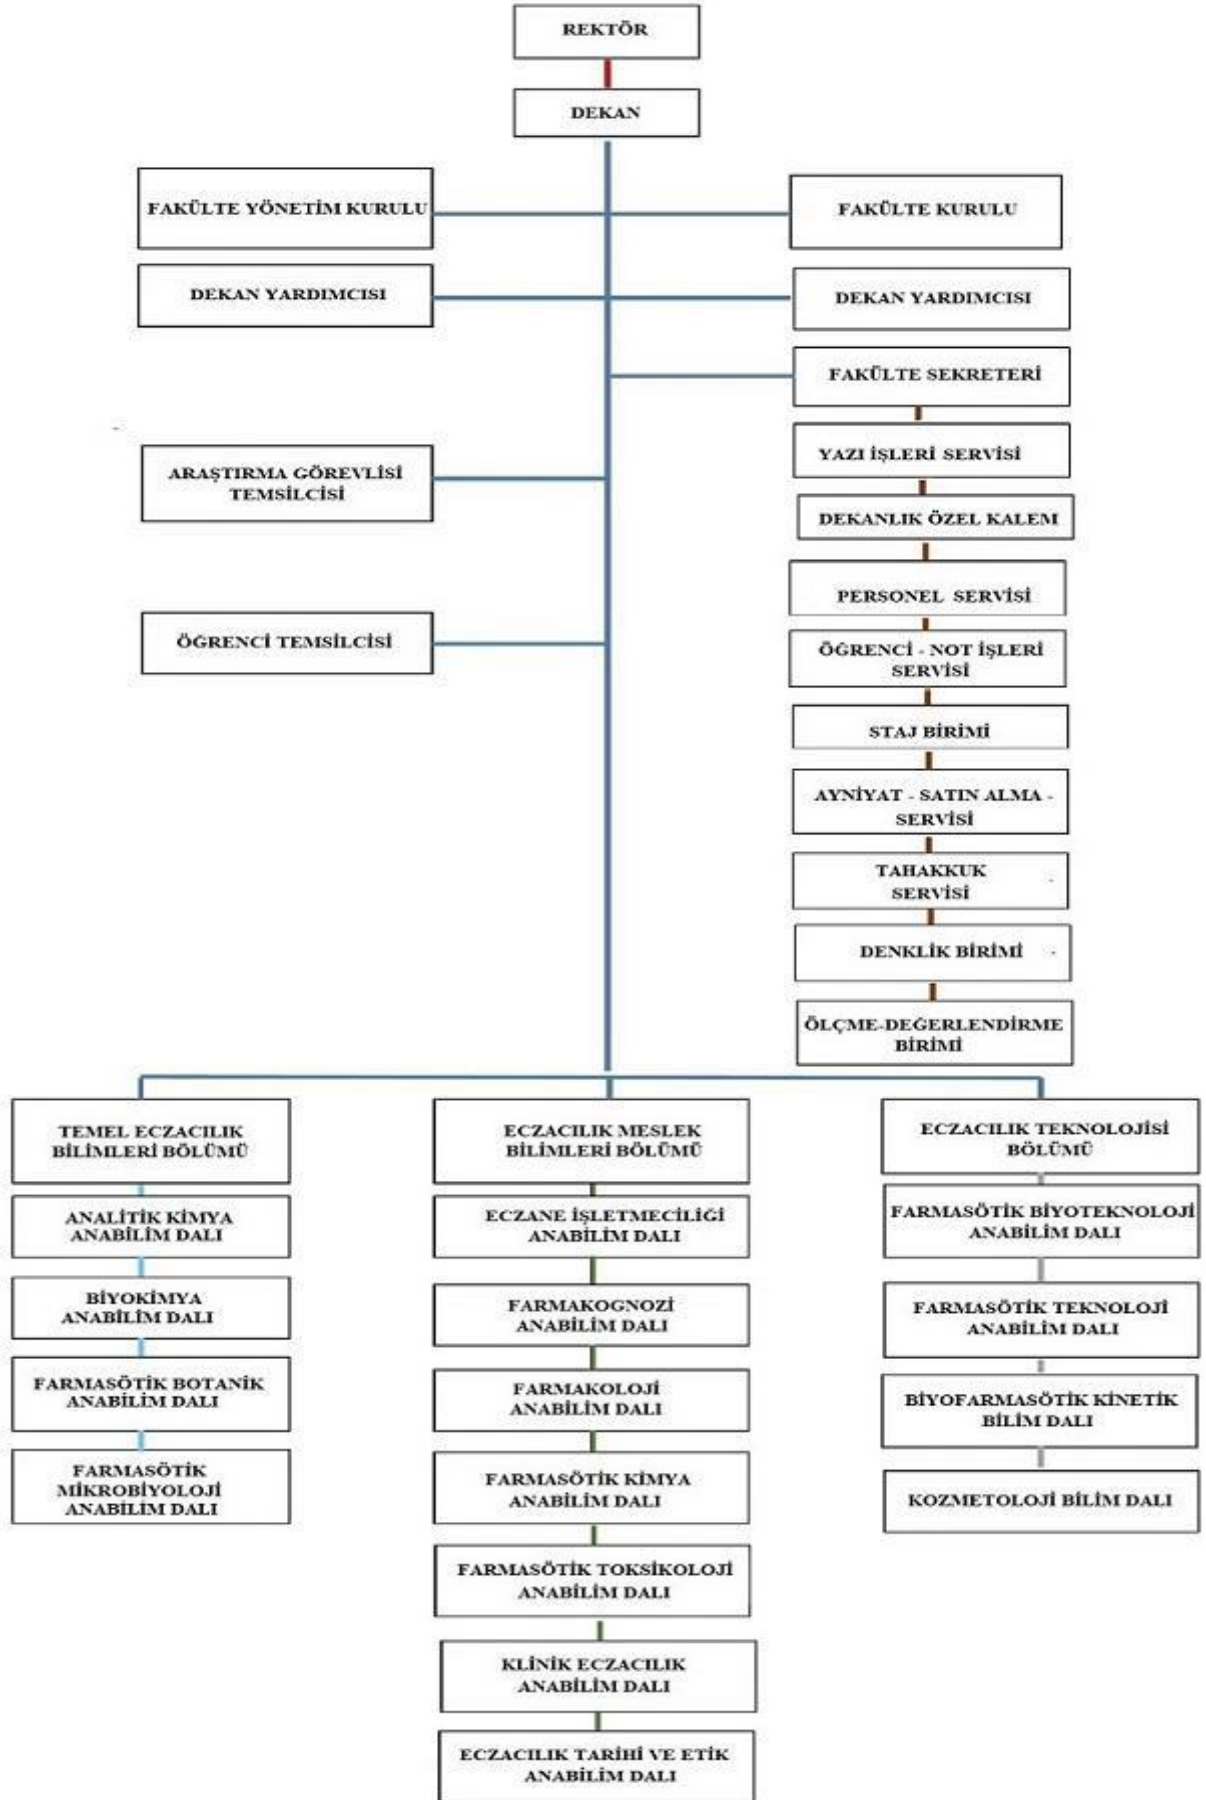 REKTÖR
DEKAN
FAKÜLTE YÖNETİM KURULU
FAKÜLTE KURULU
DEKAN YARDIMCISI
DEKAN YARDIMCISI
FAKÜLTE SEKRETERİ
YAZI İŞLERİ SERVİSİ
ARAŞTIRMA GÖREVLİSİ
TEMSİLCİSİ
DEKANLIK ÖZEL KALEM
PERSONEL SERVİSİ
ÖĞRENCİ TEMSİLCİSİ
ÖĞRENCİ - NOT İŞLERİ
SERVİSİ
STAJ BİRİMİ
AYNİYAT - SATIN ALMA -
SERVİSİ
TAHAKKUK
SERVİSİ
DENKLİK BİRİMİ
ÖLÇME-DEĞERLENDİRME
BİRİMİ
TEMEL ECZACILIK
BİLİMLERİ BÖLÜMÜ
ANALİTİK KİMYA
ANABİLİM DALI
BİYOKİMYA
ANABİLİM DALI
FARMASÖTİK BOTANİK
ANABİLİM DALI
FARMASÖTİK
MİKROBİYOLOJİ
ANABİLİM DALI
ECZACILIK MESLEK
BİLİMLERİ BÖLÜMÜ
ECZANE İŞLETMECİLİĞİ
ANABİLİM DALI
FARMAKOGNOZİ
ANABİLİM DALI
FARMAKOLOJİ
ANABİLİM DALI
FARMASÖTİK KİMYA
ANABİLİM DALI
FARMASÖTİK TOKSİKOLOJİ
ANABİLİM DALI
KLİNİK ECZACILIK
ANABİLİM DALI
ECZACILIK TARİHİ VE ETİK
ANABİLİM DALI
ECZACILIK TEKNOLOJİSİ
BÖLÜMÜ
FARMASÖTİK BİYOTEKNOLOJİ
ANABİLİM DALI
FARMASÖTİK TEKNOLOJİ
ANABİLİM DALI
BİYOFARMASÖTİK KİNETİK
BİLİM DALI
KOZMETOLOJİ BİLİM DALI